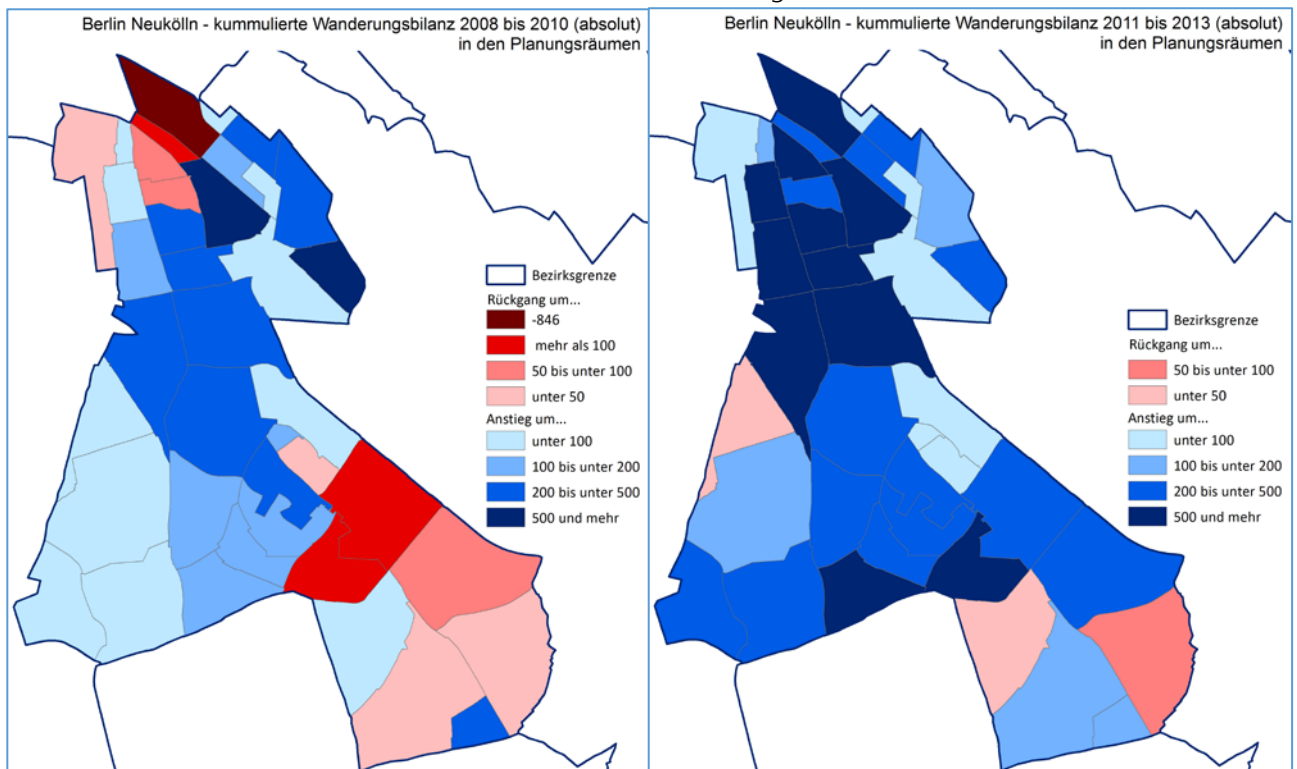 Berlin Neukölln - kummulierte Wanderungsbilanz 2008 bis 2010 (absolut)
in den Planungsräumen
Bezirksgrenze
Rückgang um...
-846
mehr als 100
50 bis unter 100
unter 50
Anstieg um...
unter 100
100 bis unter 200
200 bis unter 500
500 und mehr
Berlin Neukölln - kummulierte Wanderungsbilanz 2011 bis 2013 (absolut)
in den Planungsräumen
Bezirksgrenze
Rückgang um...
50 bis unter 100
unter 50
Anstieg um...
unter 100
100 bis unter 200
200 bis unter 500
500 und mehr